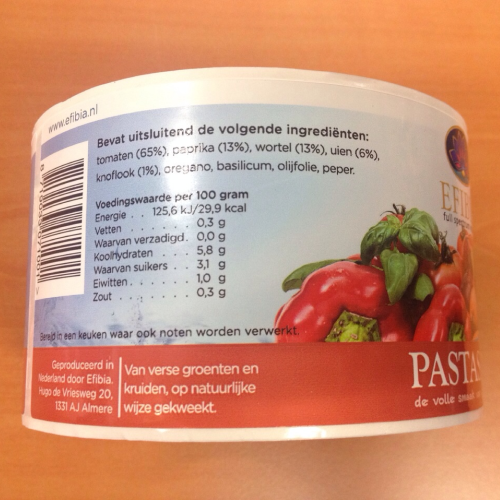 www.efibia.nl
Bevat uitsluitend de volgende ingrediënten:
tomaten (65%), paprika (13%), wortel (13%), uien (6%),
knoflook (1%), oregano, basilicum, olijfolie, peper.
Voedingswaarde per 100 gram
Energie . . 125,6 kJ/29,9 kcal
Vetten . . . . . . . . 0,3 g
Waarvan verzadigd. 0,0 g
KoolHydraten . . . . 5,8 g
Waarvan suikers . . 3,1 g
Eiwitten . . . . . . . 1,0 g
Zout . . . . . . . . . 0,3 g
Bereid in een keuken waar ook noten worden verwerkt.
Geproduceerd in
Nederland door Efibia.
Hugo de Vriesweg 20,
1331 AJ Almere
Van verse groenten en
kruiden, op natuurlijke
wijze gekweekt.
EFI
PASTAS
de volle smaak